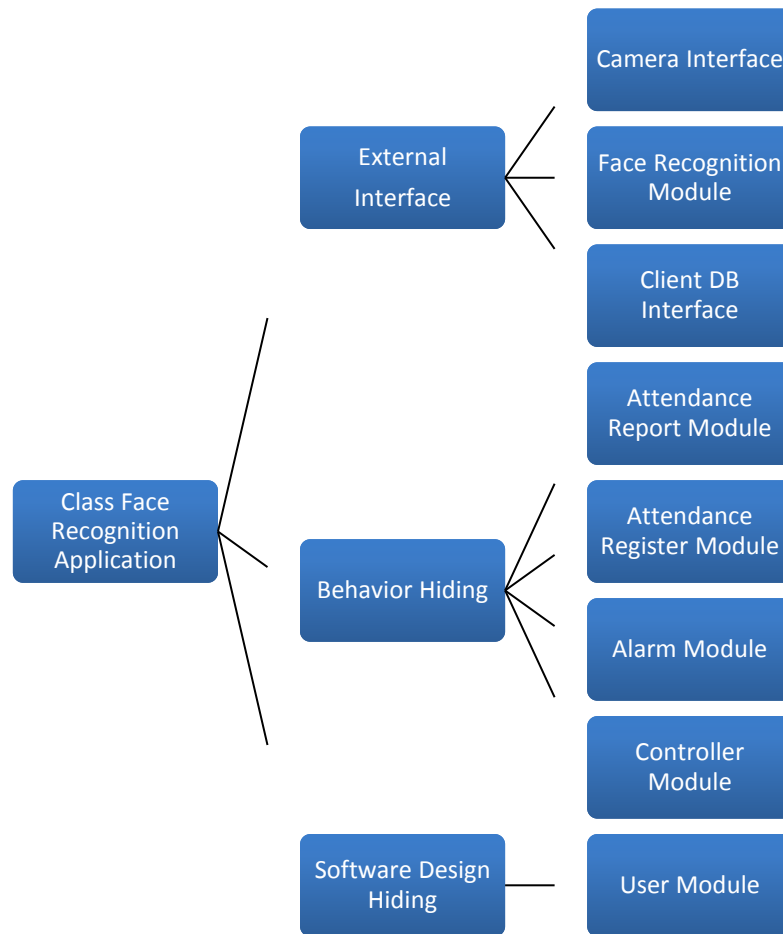 Class Face
Recognition
Application
External
Interface
Camera Interface
Face Recognition
Module
Client DB
Interface
Behavior Hiding
Attendance
Report Module
Attendance
Register Module
Alarm Module
Controller
Module
Software Design
Hiding
User Module